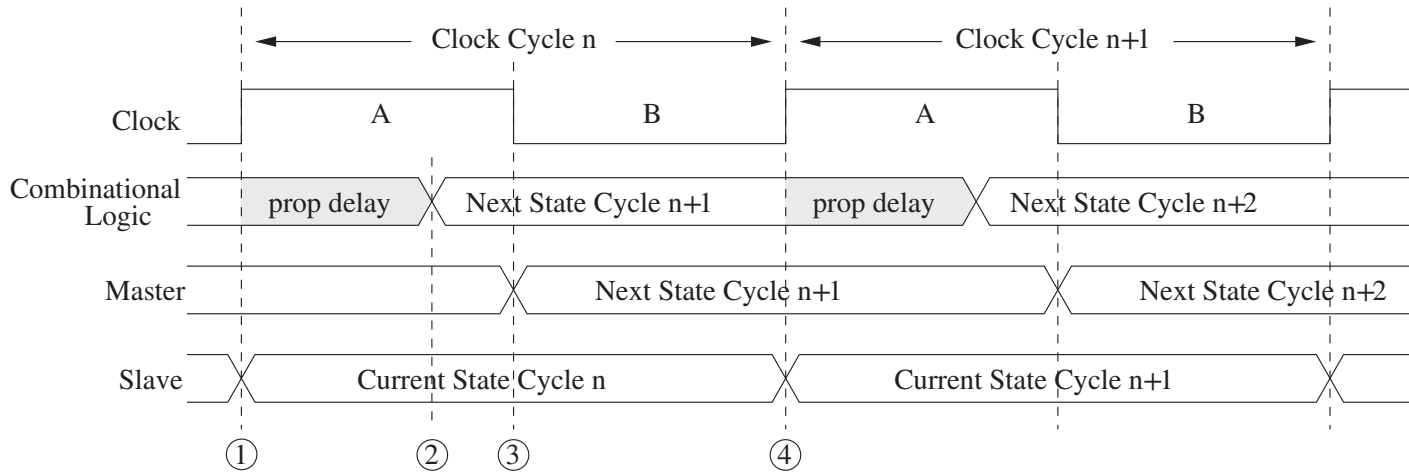 Clock Cycle n Clock Cycle n+1
Clock A B A B
Combinational
Logic
prop delay Next State Cycle n+1 prop delay Next State Cycle n+2
Master Next State Cycle n+1 Next State Cycle n+2
Slave Current State Cycle n Current State Cycle n+1
1 2 3 4